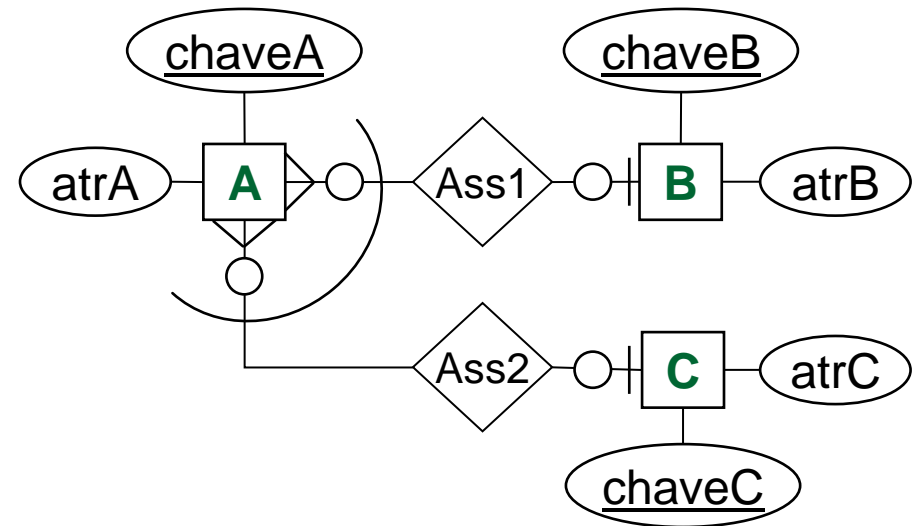 chaveA
chaveB
atrA
A
Ass1
B
atrB
Ass2
C
atrC
chaveC